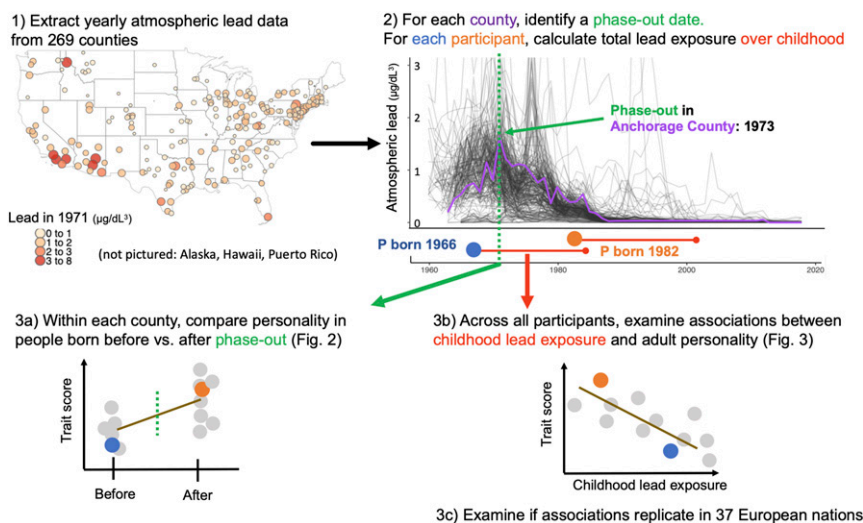 1) Extract yearly atmospheric lead data
from 269 counties
Lead in 1971 (µg/dL³)
0 to 1
1 to 2
2 to 3
3 to 8
(not pictured: Alaska, Hawaii, Puerto Rico)
2) For each county, identify a phase-out date.
For each participant, calculate total lead exposure over childhood
Atmospheric lead (µg/dL³)
3
2
1
0
Phase-out in
Anchorage County: 1973
P born 1966
P born 1982
1960
1980
2000
2020
3a) Within each county, compare personality in
people born before vs. after phase-out (Fig. 2)
Trait score
Before
After
3b) Across all participants, examine associations between
childhood lead exposure and adult personality (Fig. 3)
Trait score
Childhood lead exposure
3c) Examine if associations replicate in 37 European nations